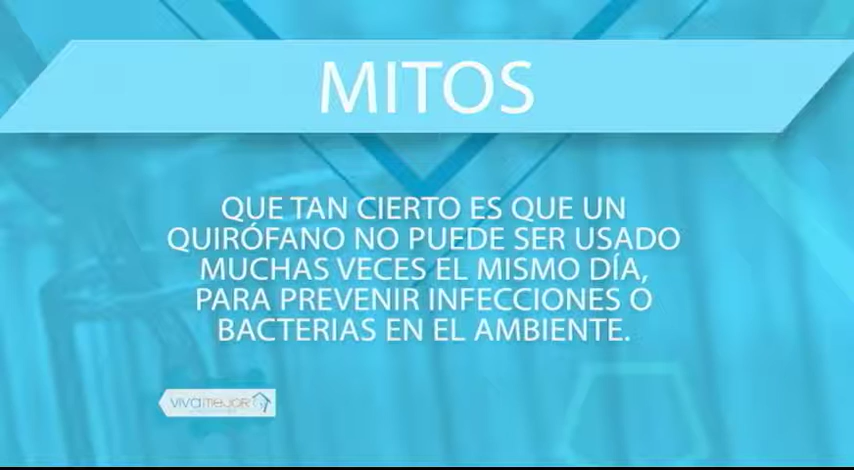 MITOS
QUE TAN CIERTO ES QUE UN
QUIRÓFANO NO PUEDE SER USADO
MUCHAS VECES EL MISMO DÍA,
PARA PREVENIR INFECCIONES O
BACTERIAS EN EL AMBIENTE.
vivamejor